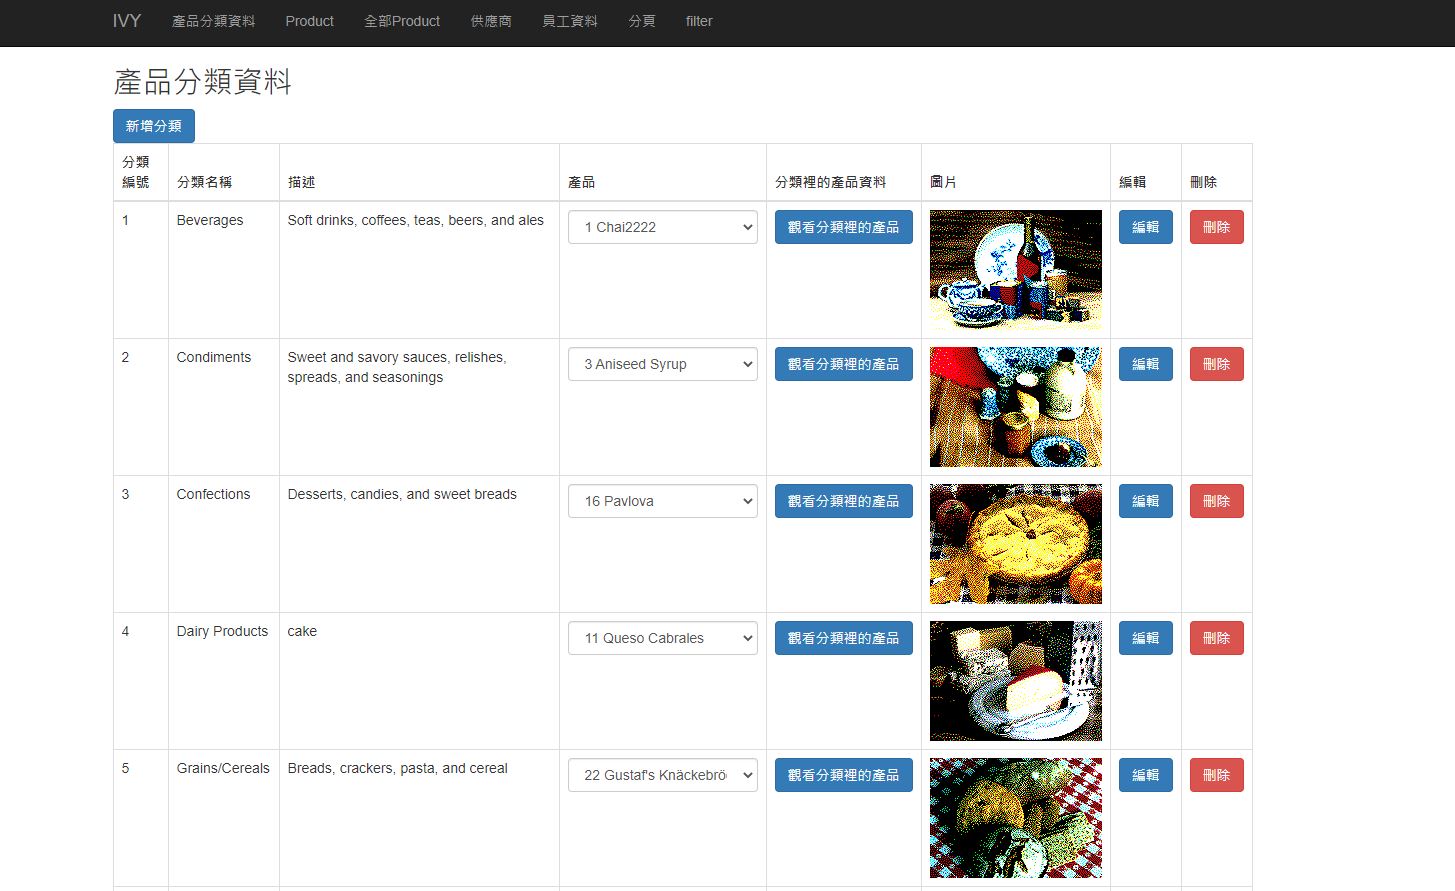 IVY 產品分類資料 Product 全部Product 供應商 員工資料 分頁 filter
產品分類資料
新增分類
分類
編號 分類名稱 描述 產品 分類裡的產品資料 圖片 編輯 刪除
1 Beverages Soft drinks, coffees, teas, beers, and ales 1 Chai2222 觀看分類裡的產品 編輯 刪除
2 Condiments Sweet and savory sauces, relishes, 3 Aniseed Syrup 觀看分類裡的產品 編輯 刪除
spreads, and seasonings
3 Confections Desserts, candies, and sweet breads 16 Pavlova 觀看分類裡的產品 編輯 刪除
4 Dairy Products cake 11 Queso Cabrales 觀看分類裡的產品 編輯 刪除
5 Grains/Cereals Breads, crackers, pasta, and cereal 22 Gustaf's Knäckebrö 觀看分類裡的產品 編輯 刪除